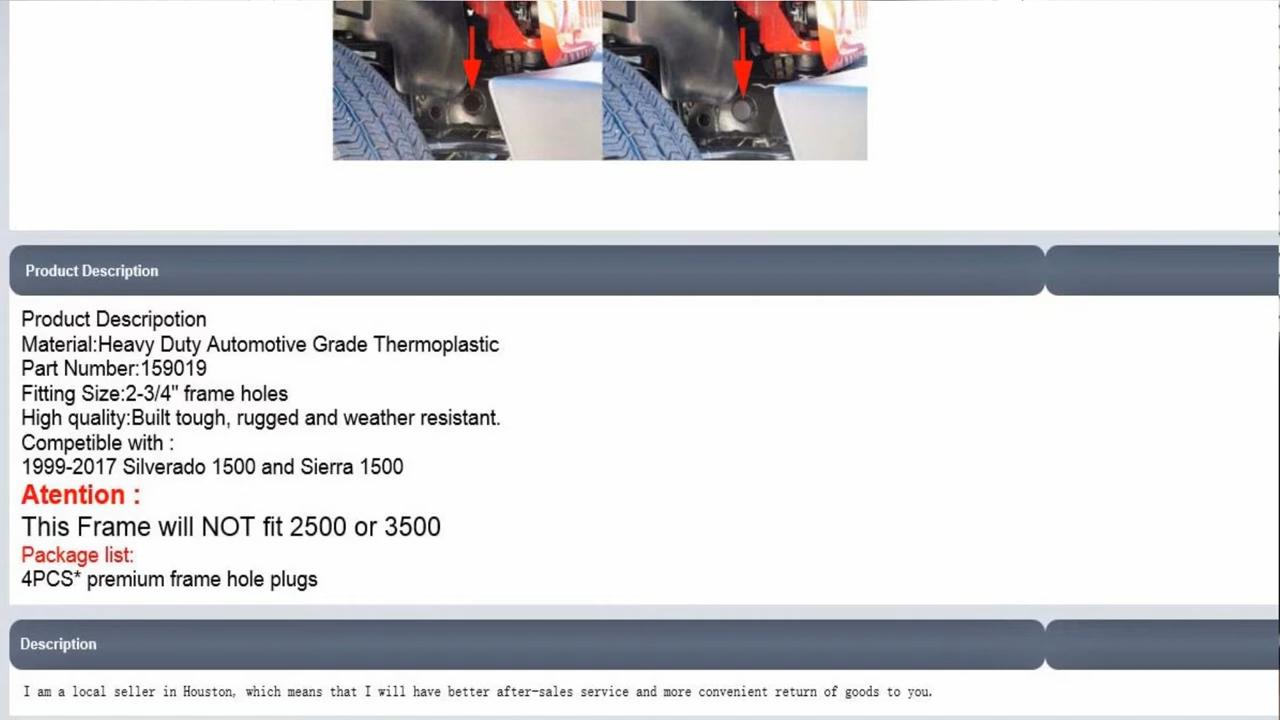 Product Description
Product Descripotion
Material:Heavy Duty Automotive Grade Thermoplastic
Part Number:159019
Fitting Size:2-3/4" frame holes
High quality:Built tough, rugged and weather resistant.
Competible with :
1999-2017 Silverado 1500 and Sierra 1500
Atention :
This Frame will NOT fit 2500 or 3500
Package list:
4PCS* premium frame hole plugs
Description
I am a local seller in Houston, which means that I will have better after-sales service and more convenient return of goods to you.